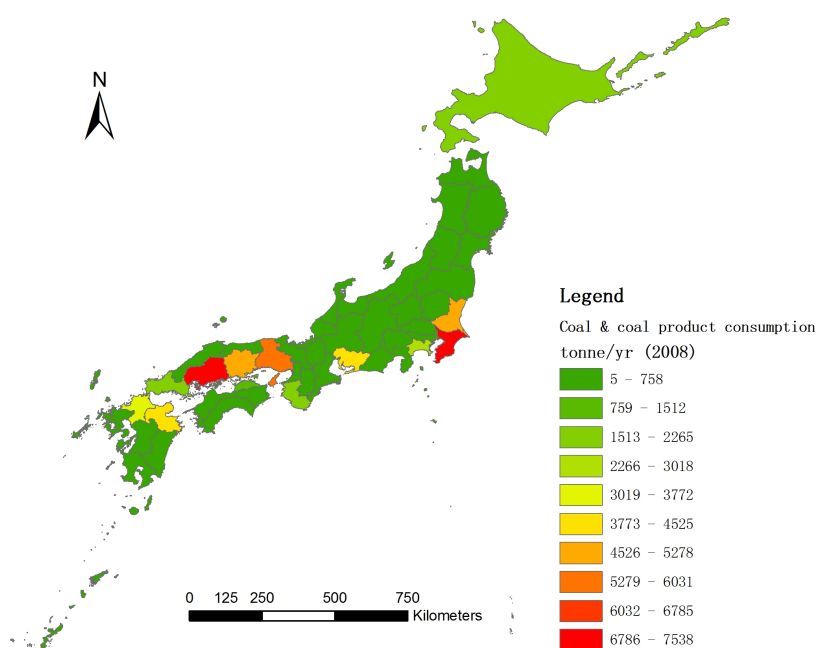 N
Legend
Coal & coal product consumption
tonne/yr (2008)
5 - 758
759 - 1512
1513 - 2265
2266 - 3018
3019 - 3772
3773 - 4525
4526 - 5278
5279 - 6031
6032 - 6785
6786 - 7538
0 125 250 500 750
Kilometers